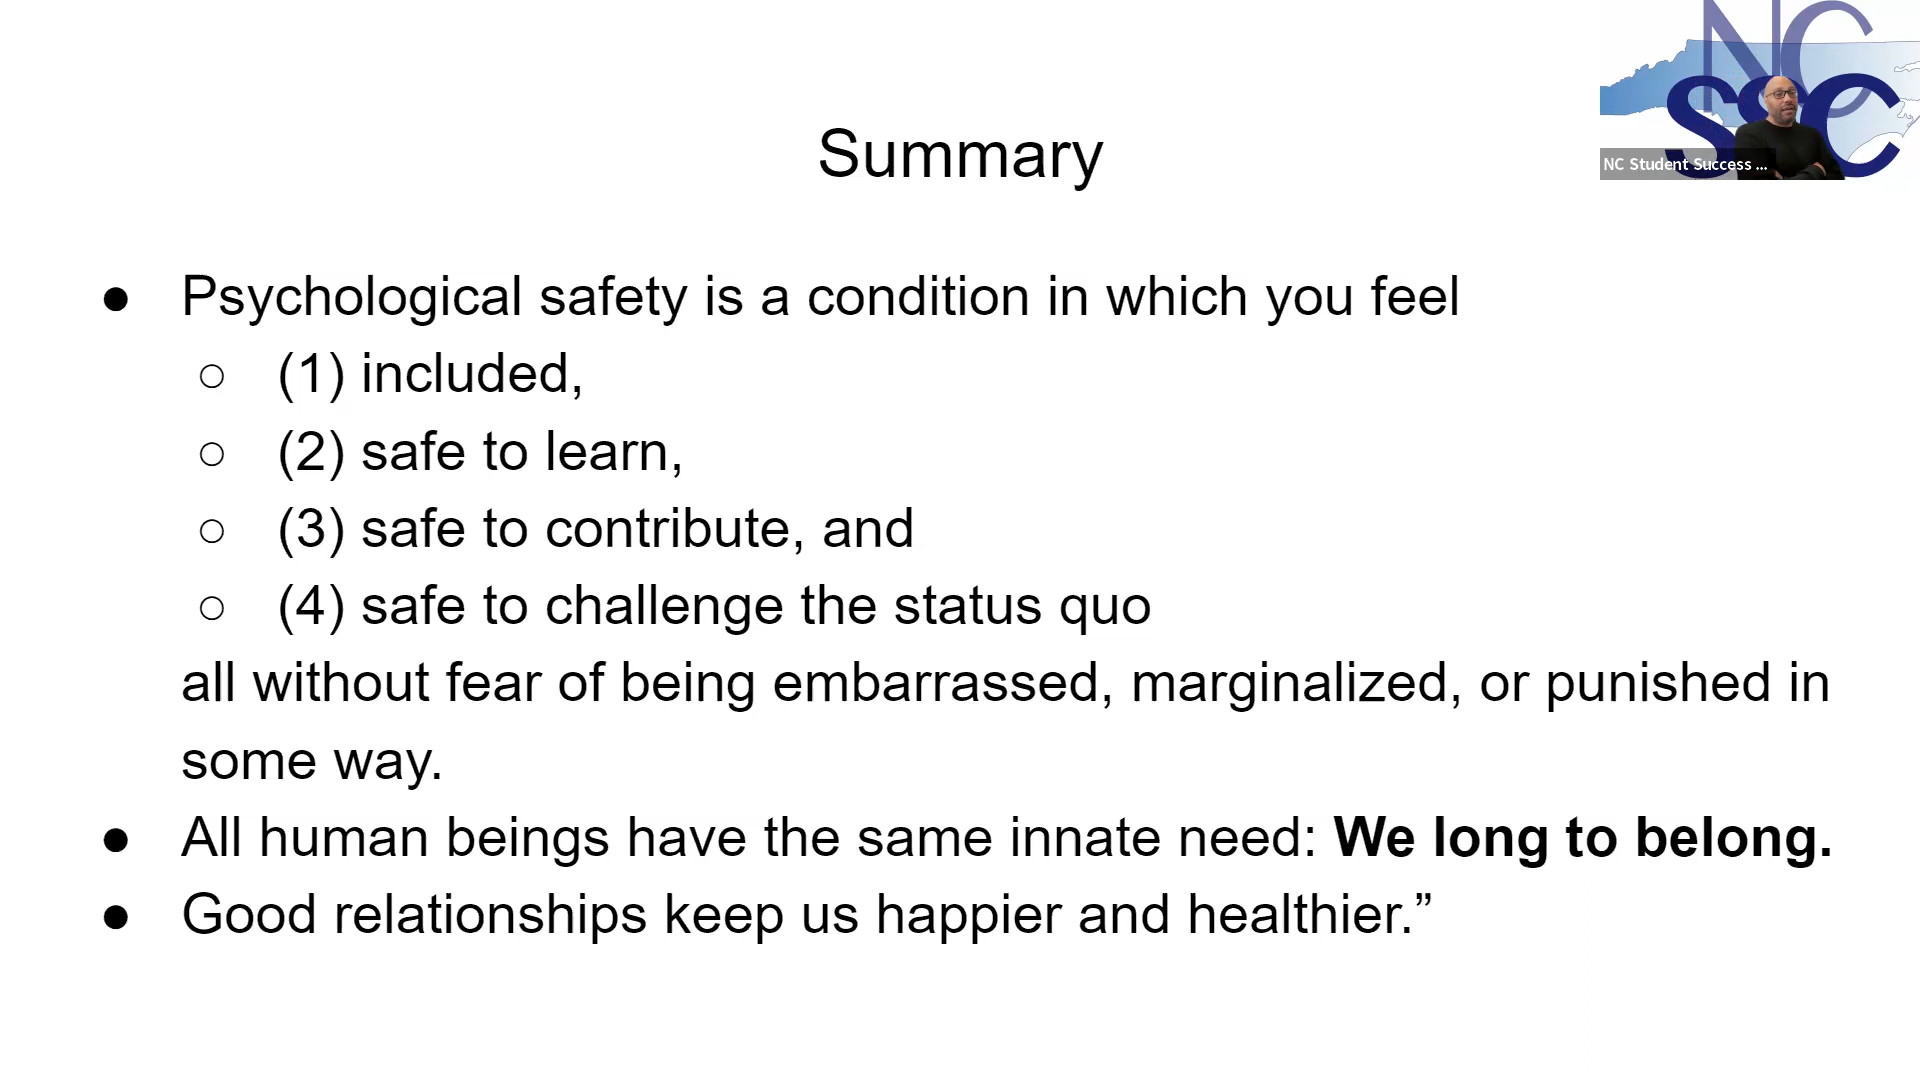 NC
SSC
NC Student Success ...
Summary
● Psychological safety is a condition in which you feel
○ (1) included,
○ (2) safe to learn,
○ (3) safe to contribute, and
○ (4) safe to challenge the status quo
all without fear of being embarrassed, marginalized, or punished in
some way.
● All human beings have the same innate need: We long to belong.
● Good relationships keep us happier and healthier.”